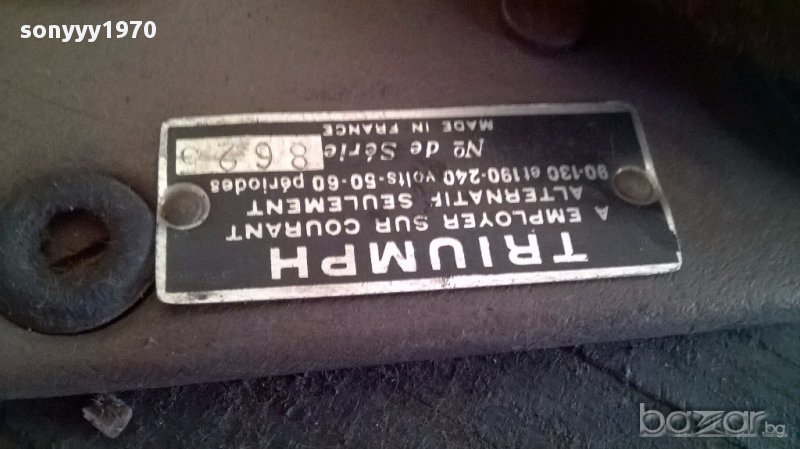 sonyyy1970
TRIUMPH
A EMPLOYER SUR COURANT
ALTERNATIF SEULEMENT
90-130 et 190-240 volts-50-60 périodes
Nº de Série 862
MADE IN FRANCE
bazar.bg